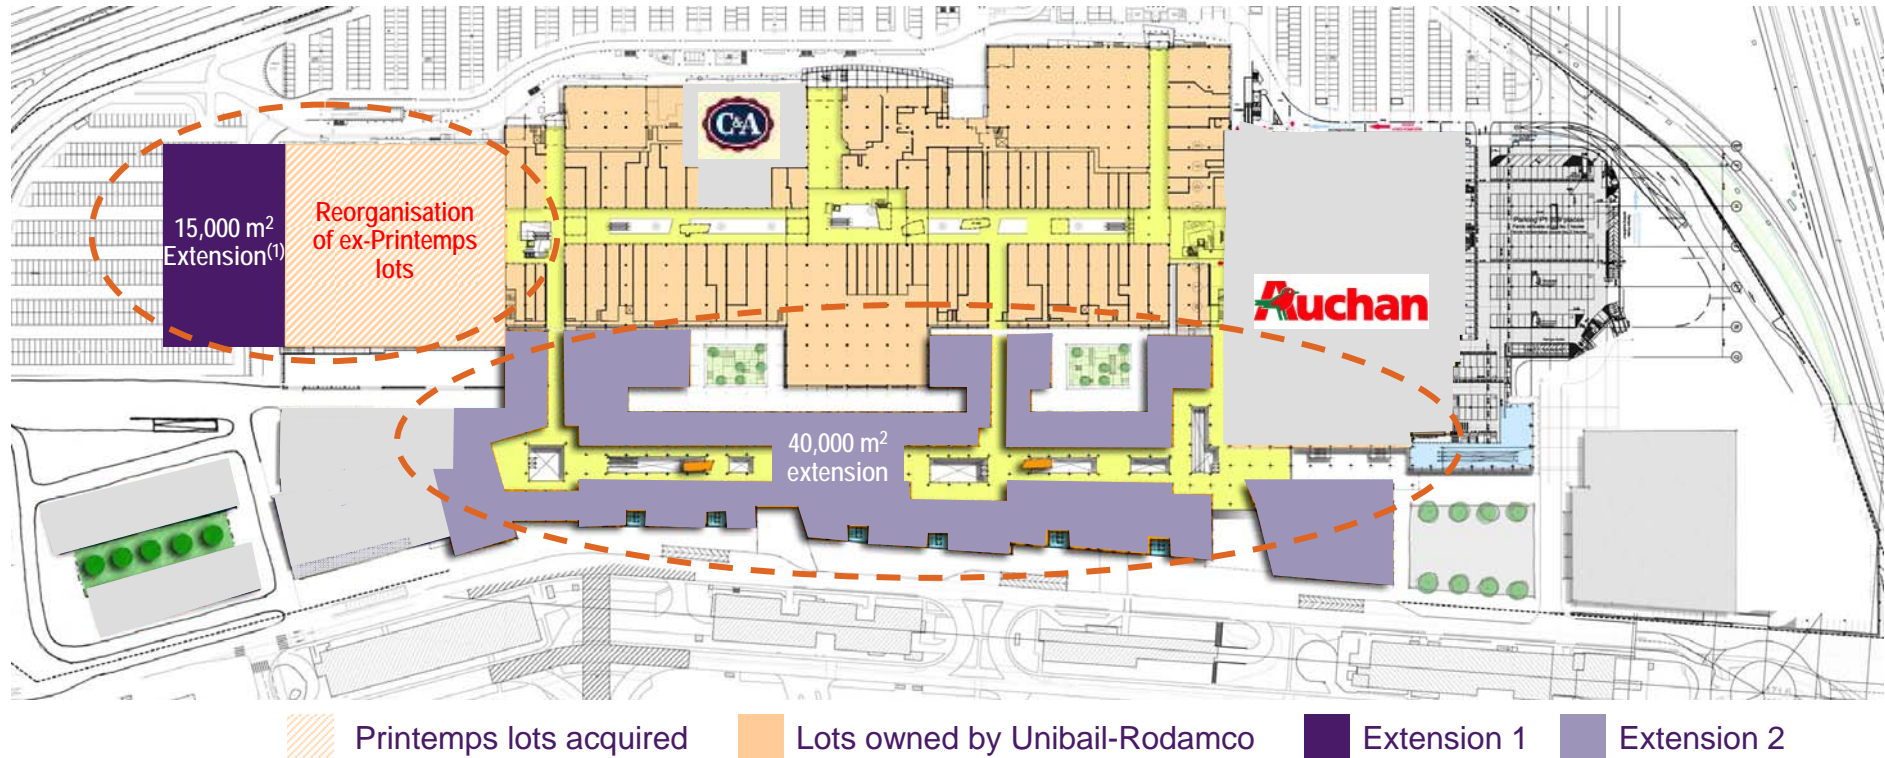 C&A
15,000 m²
Extension(1)
Reorganisation
of ex-Printemps
lots
Auchan
40,000 m²
extension
Printemps lots acquired
Lots owned by Unibail-Rodamco
Extension 1
Extension 2